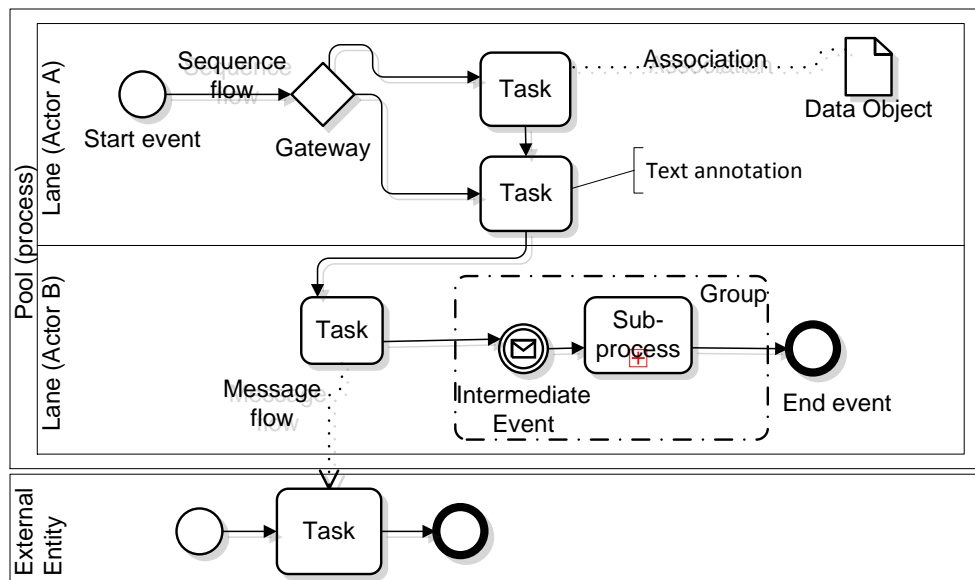 Pool (process)
Lane (Actor A)
Sequence
flow
Start event
Gateway
Task
Association
Data Object
Task
Text annotation
Lane (Actor B)
Task
Message
flow
Group
Sub-
process
Intermediate
Event
End event
External
Entity
Task